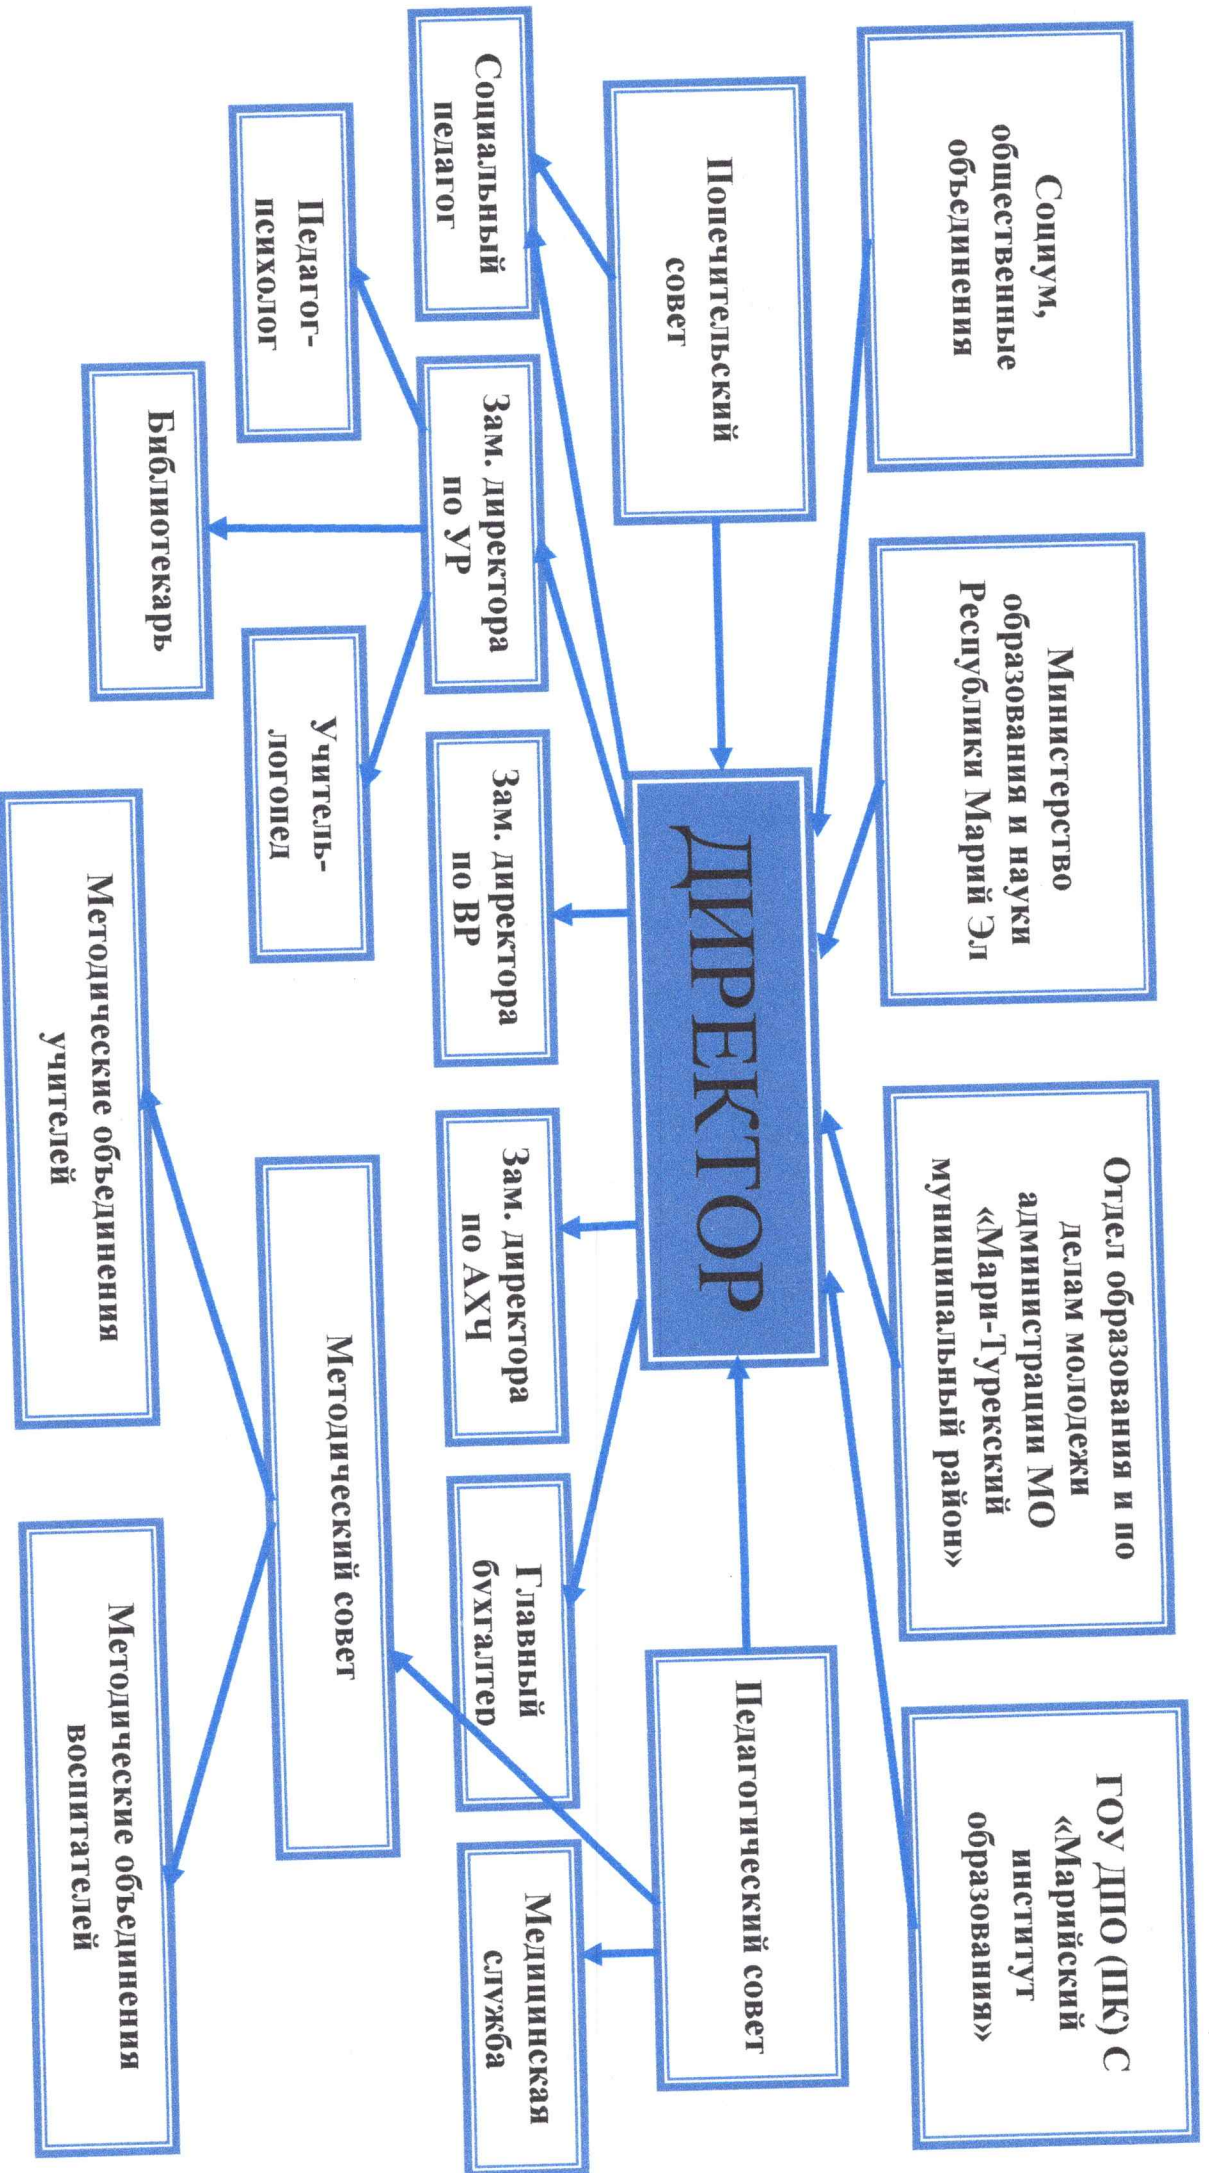 Социум,
общественные
объединения
Министерство
образования и науки
Республики Марий Эл
Отдел образования и по
делам молодежи
администрации МО
«Мари-Турекский
муниципальный район»
ГОУ ДПО (ПК) С
«Марийский
институт
образования»
Попечительский
совет
ДИРЕКТОР
Педагогический совет
Социальный
педагог
Зам. директора
по УР
Зам. директора
по ВР
Зам. директора
по АХЧ
Главный
бухгалтер
Медицинская
служба
Педагог-
психолог
Учитель-
логопед
Методический совет
Библиотекарь
Методические объединения
учителей
Методические объединения
воспитателей